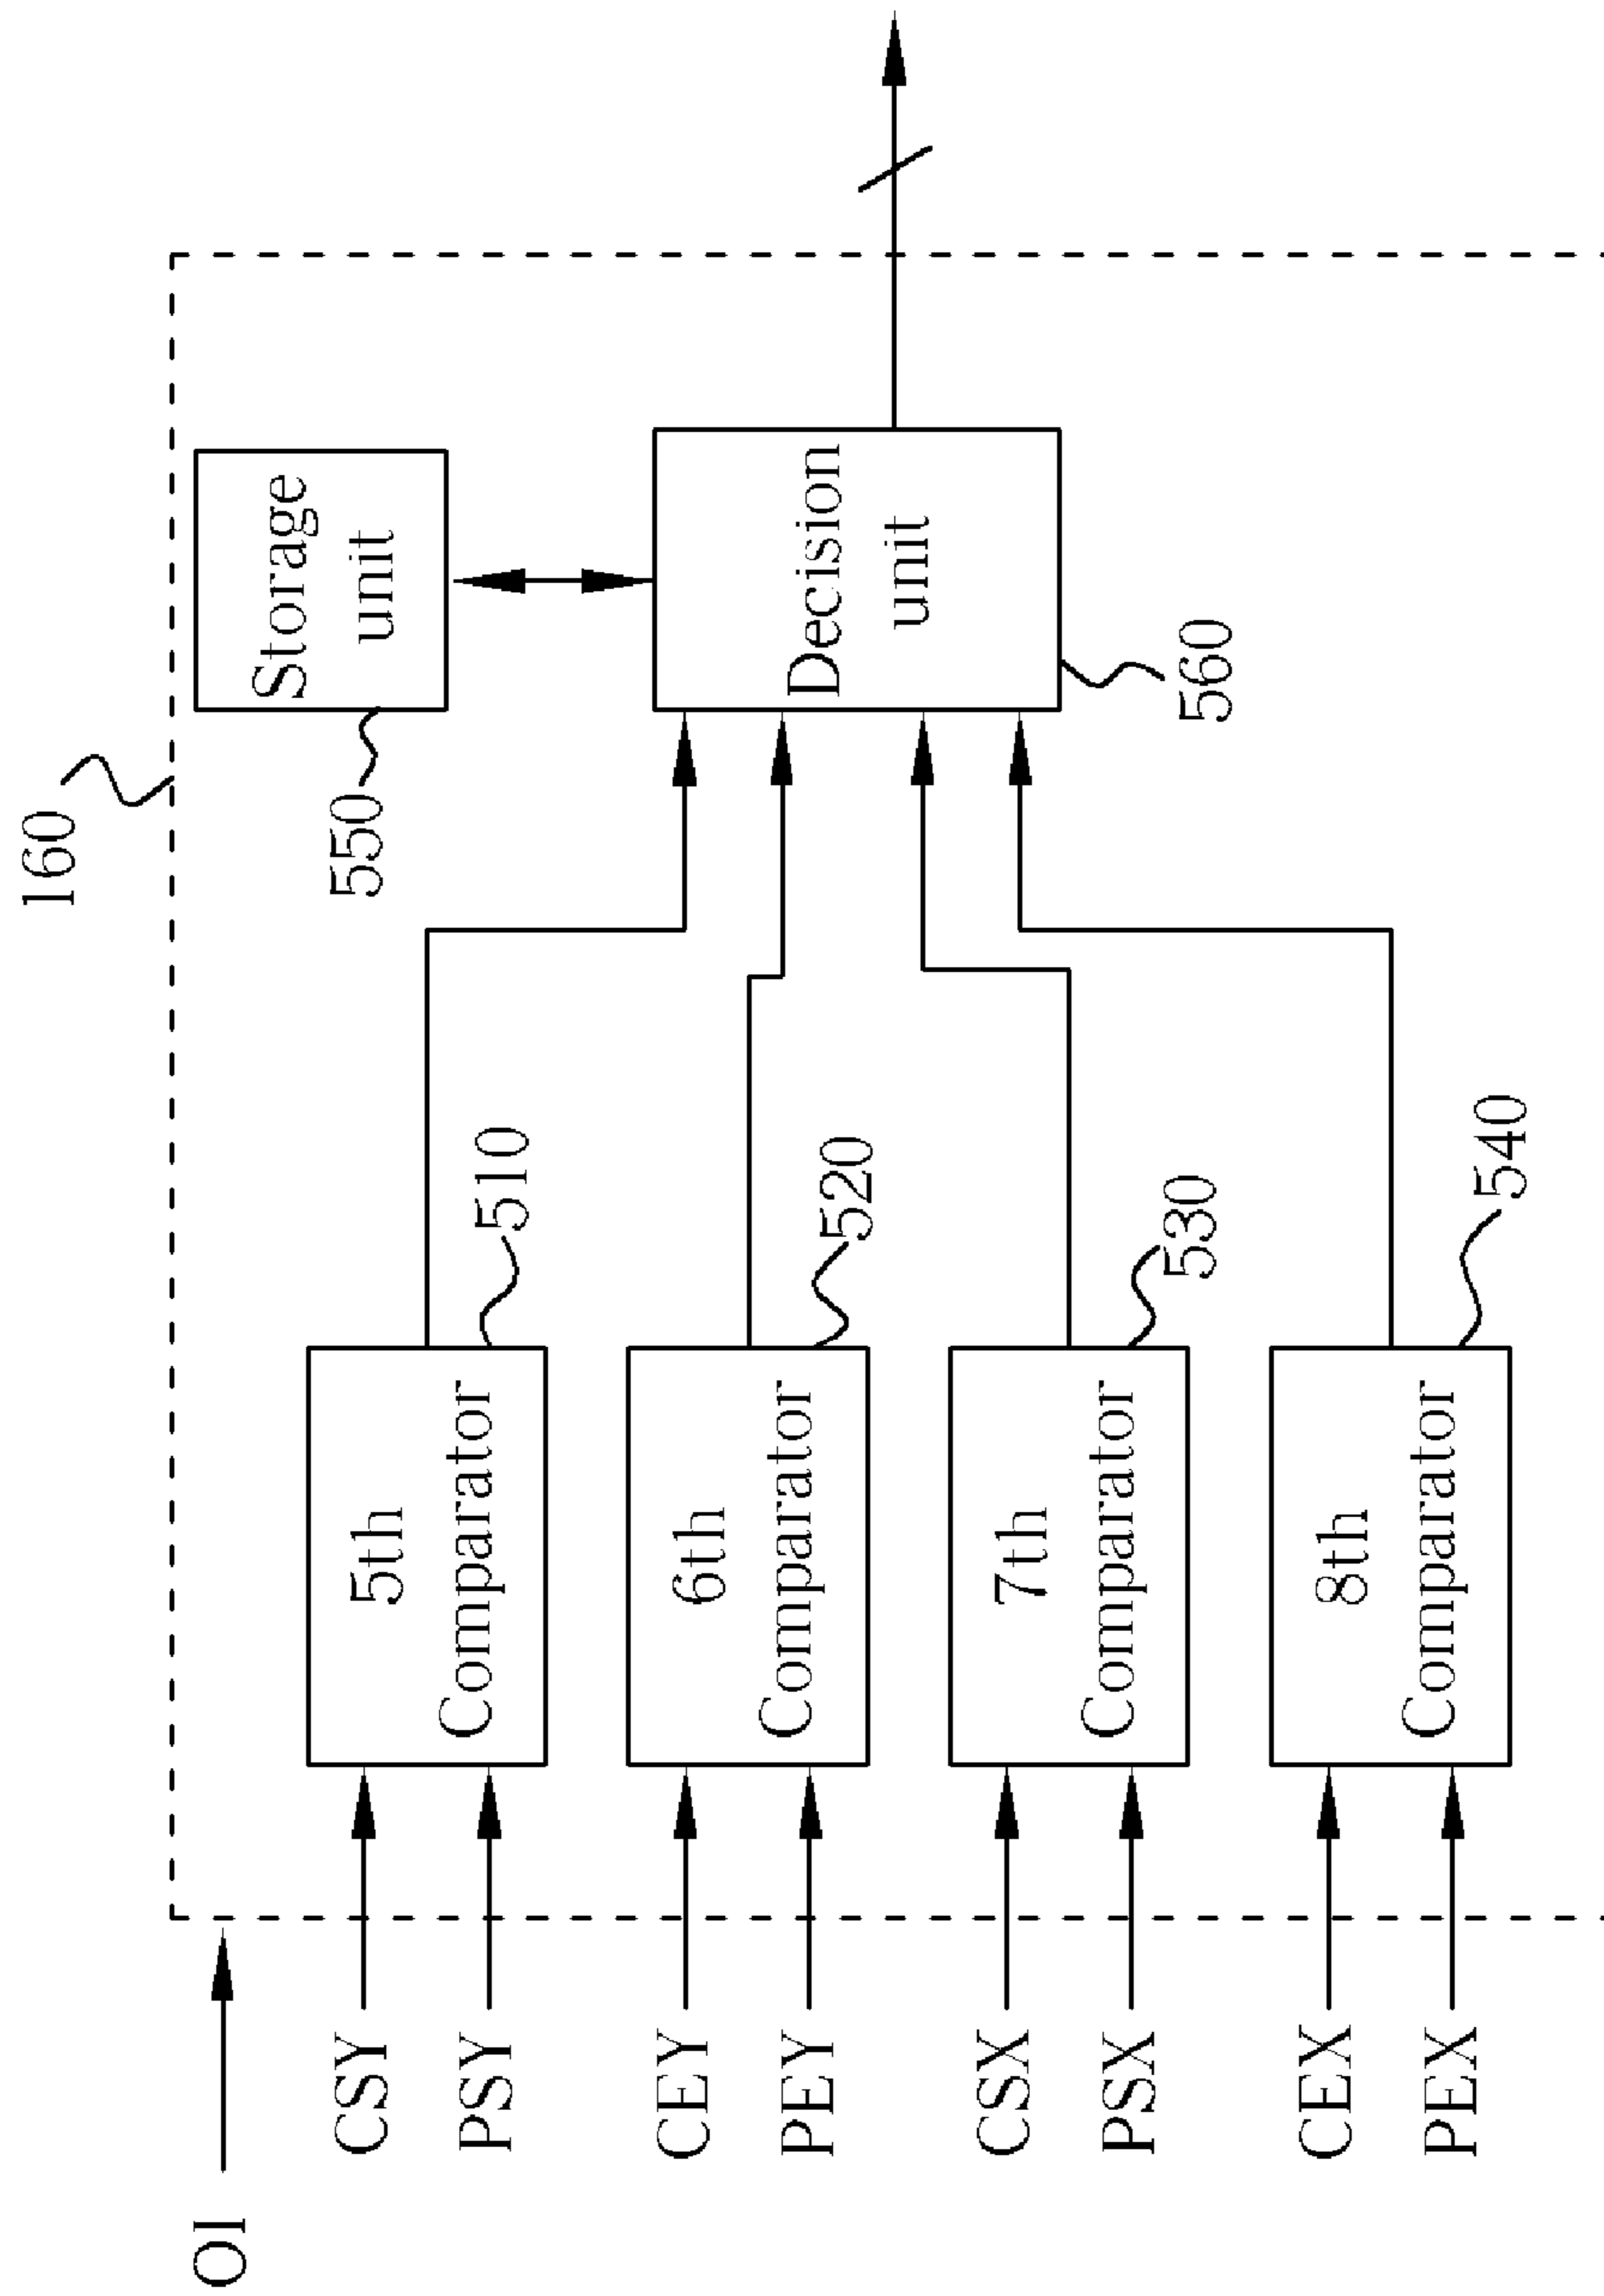 160
OI
CSY
PSY
5th
Comparator
510
CEY
PEY
6th
Comparator
520
CSX
PSX
7th
Comparator
530
CEX
PEX
8th
Comparator
540
Storage
unit
550
Decision
unit
560